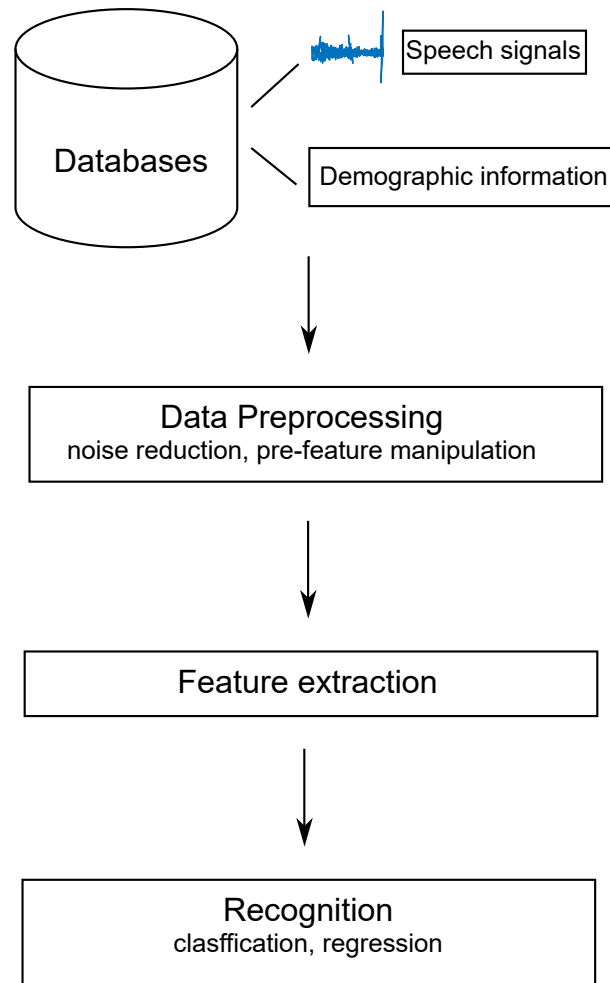 Speech signals
Databases
Demographic information
Data Preprocessing
noise reduction, pre-feature manipulation
Feature extraction
Recognition
clasffication, regression